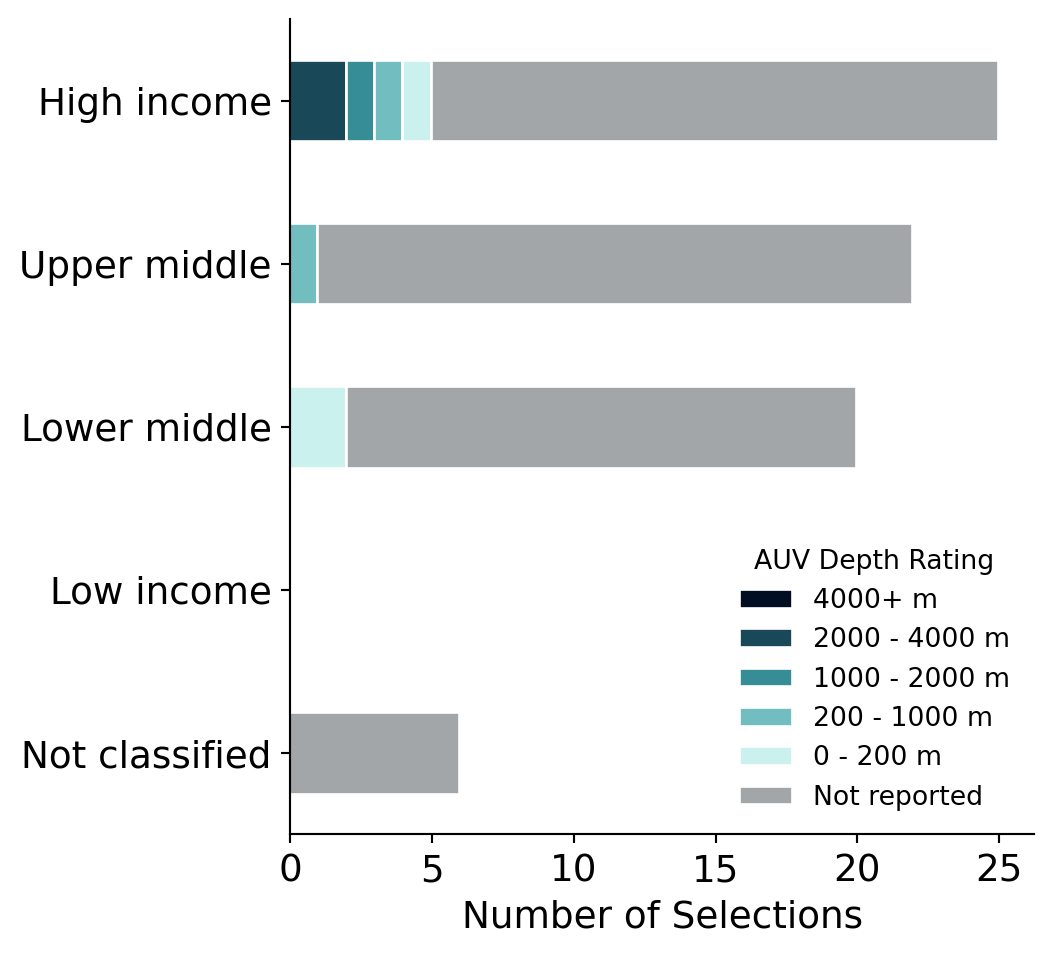 High income
Upper middle
Lower middle
Low income
Not classified
AUV Depth Rating
4000+ m
2000 - 4000 m
1000 - 2000 m
200 - 1000 m
0 - 200 m
Not reported
0 5 10 15 20 25
Number of Selections